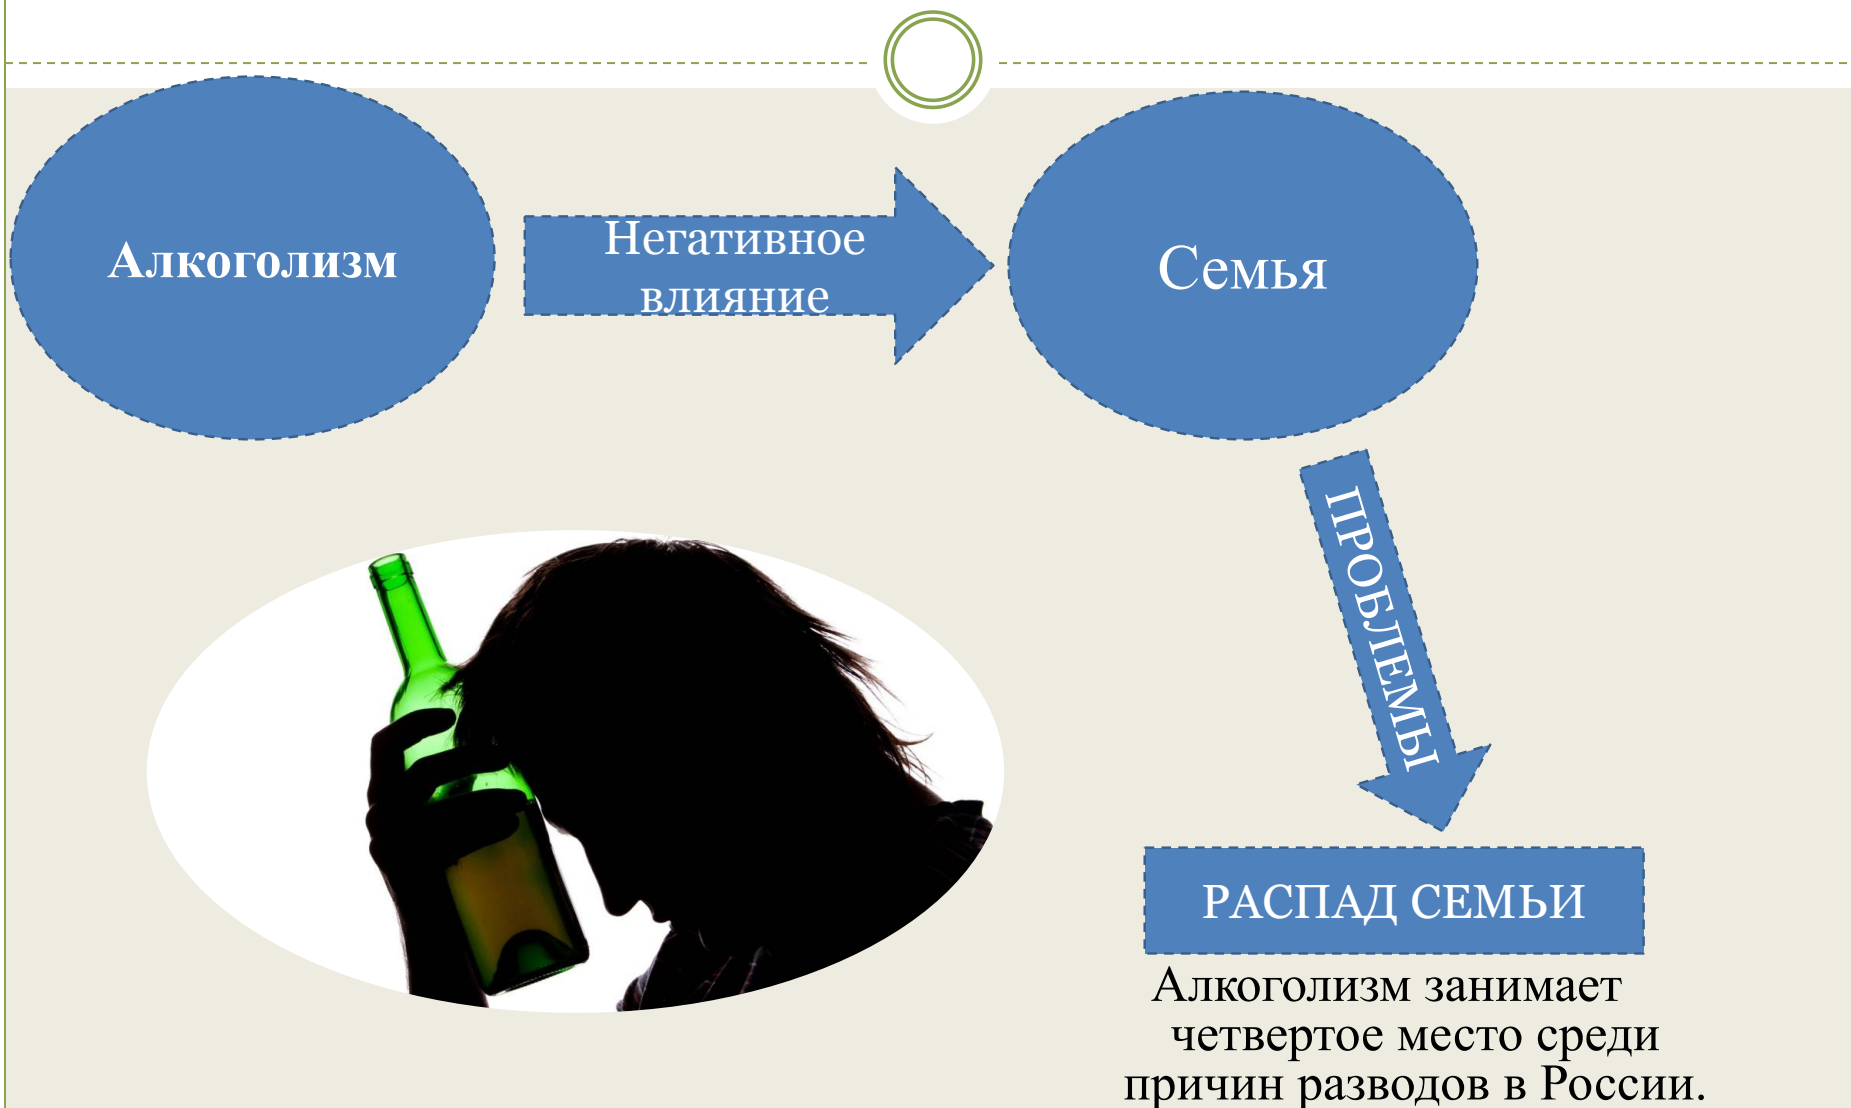 Алкоголизм
Негативное
влияние
Семья
ПРОБЛЕМЫ
РАСПАД СЕМЬИ
Алкоголизм занимает
четвертое место среди
причин разводов в России.